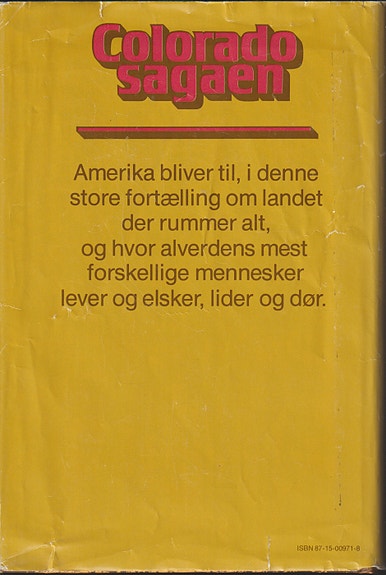 Colorado
sagaen
Amerika bliver til, i denne
store fortælling om landet
der rummer alt,
og hvor alverdens mest
forskellige mennesker
lever og elsker, lider og dør.
ISBN 87-15-00971-8